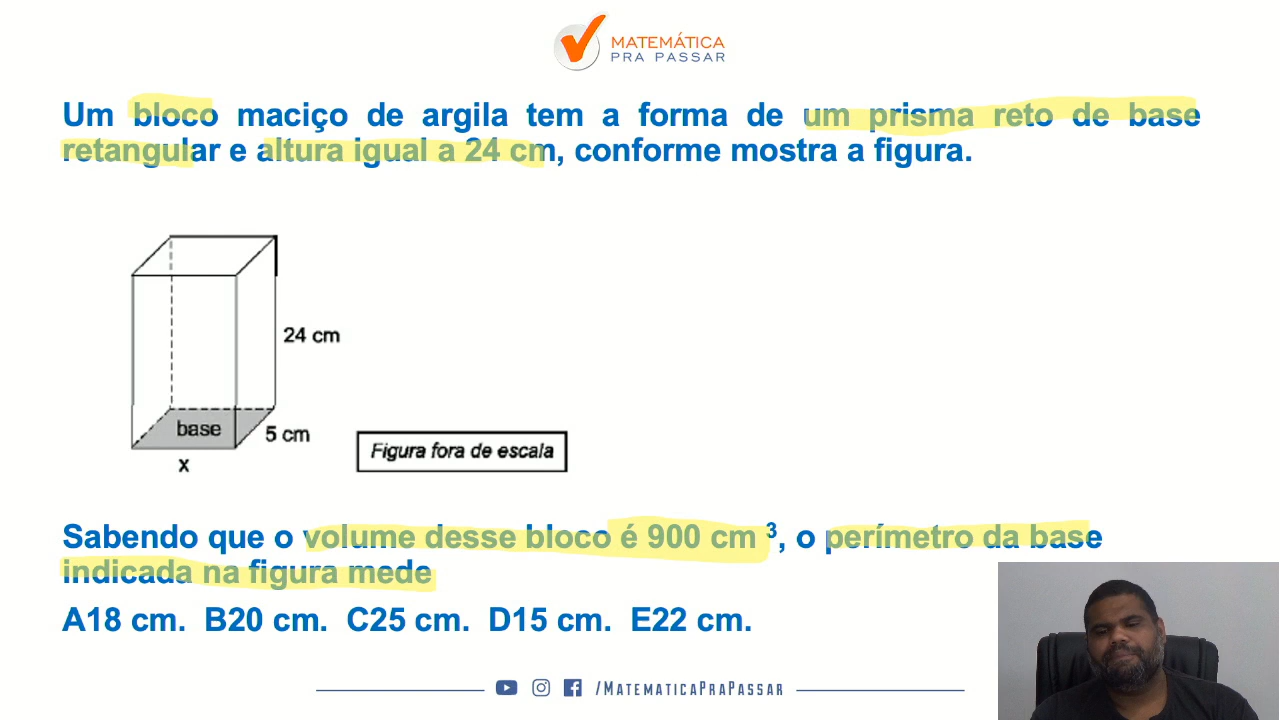 MATEMÁTICA
PRA PASSAR
Um bloco maciço de argila tem a forma de um prisma reto de base
retangular e altura igual a 24 cm, conforme mostra a figura.
24 cm
base
5 cm
x
Figura fora de escala
Sabendo que o volume desse bloco é 900 cm ³, o perímetro da base
indicada na figura mede
A18 cm. B20 cm. C25 cm. D15 cm. E22 cm.
/MATEMATICAPRAPASSAR